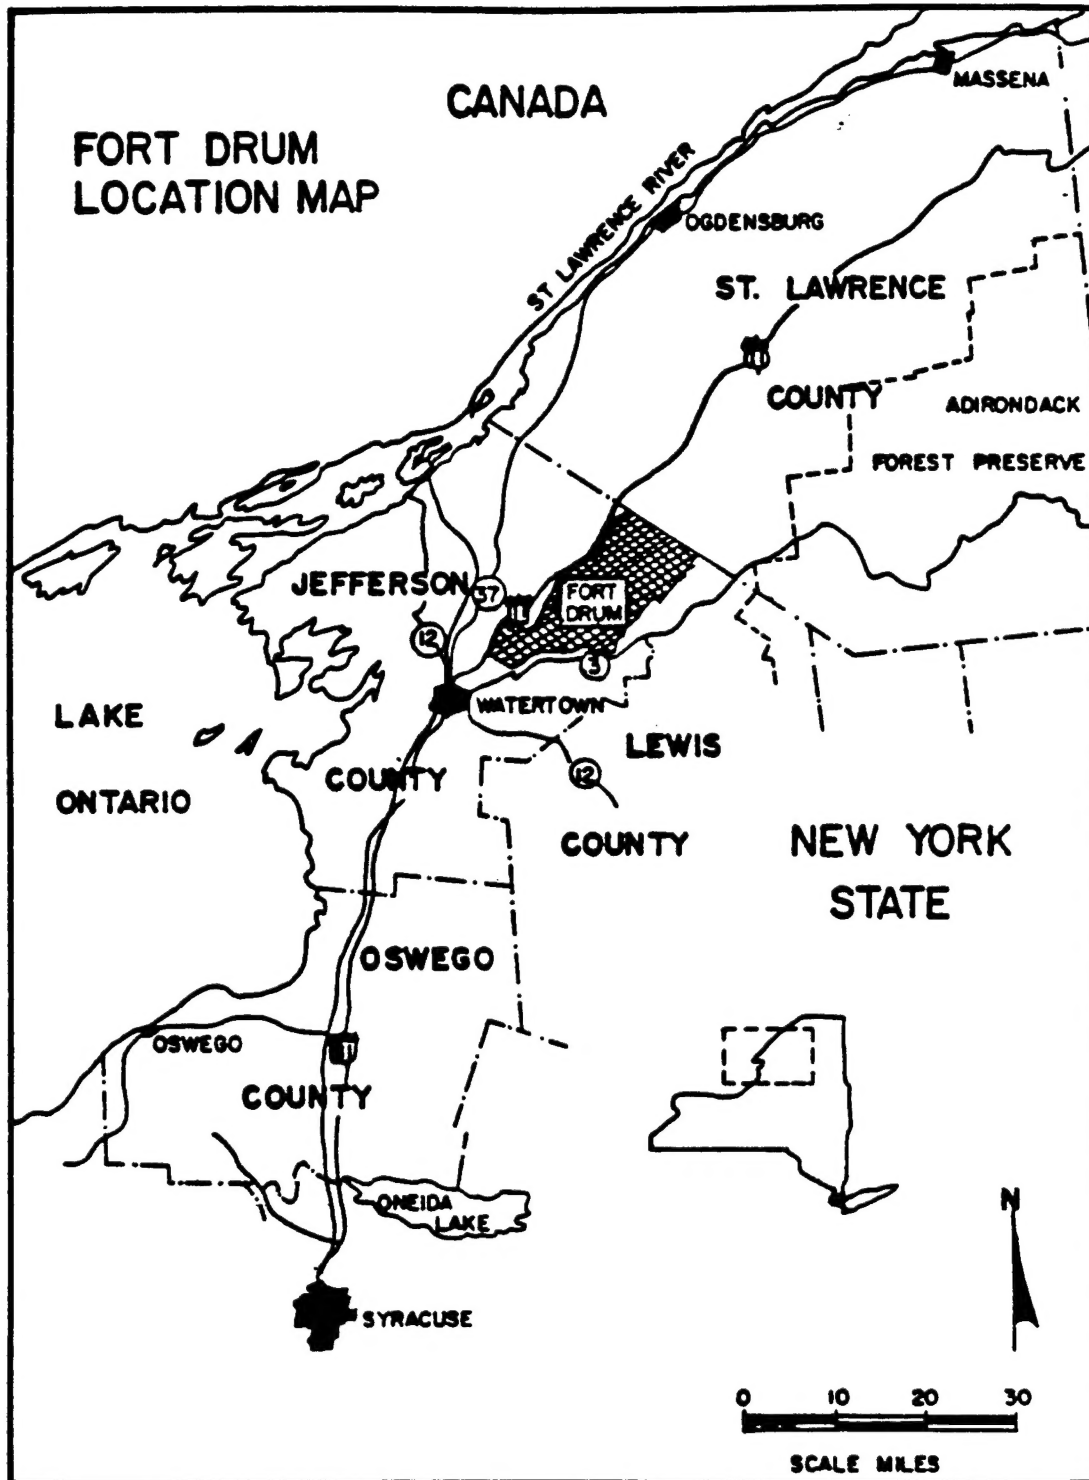 CANADA
FORT DRUM
LOCATION MAP
MASSENA
ST LAWRENCE RIVER
OGDENSBURG
ST. LAWRENCE
11
COUNTY
ADIRONDACK
FOREST PRESERVE
JEFFERSON
37
11
FORT
DRUM
12
3
WATERTOWN
LAKE
ONTARIO
COUNTY
LEWIS
12
COUNTY
NEW YORK
STATE
OSWEGO
OSWEGO
11
COUNTY
ONEIDA
LAKE
N
SYRACUSE
0 10 20 30
SCALE MILES